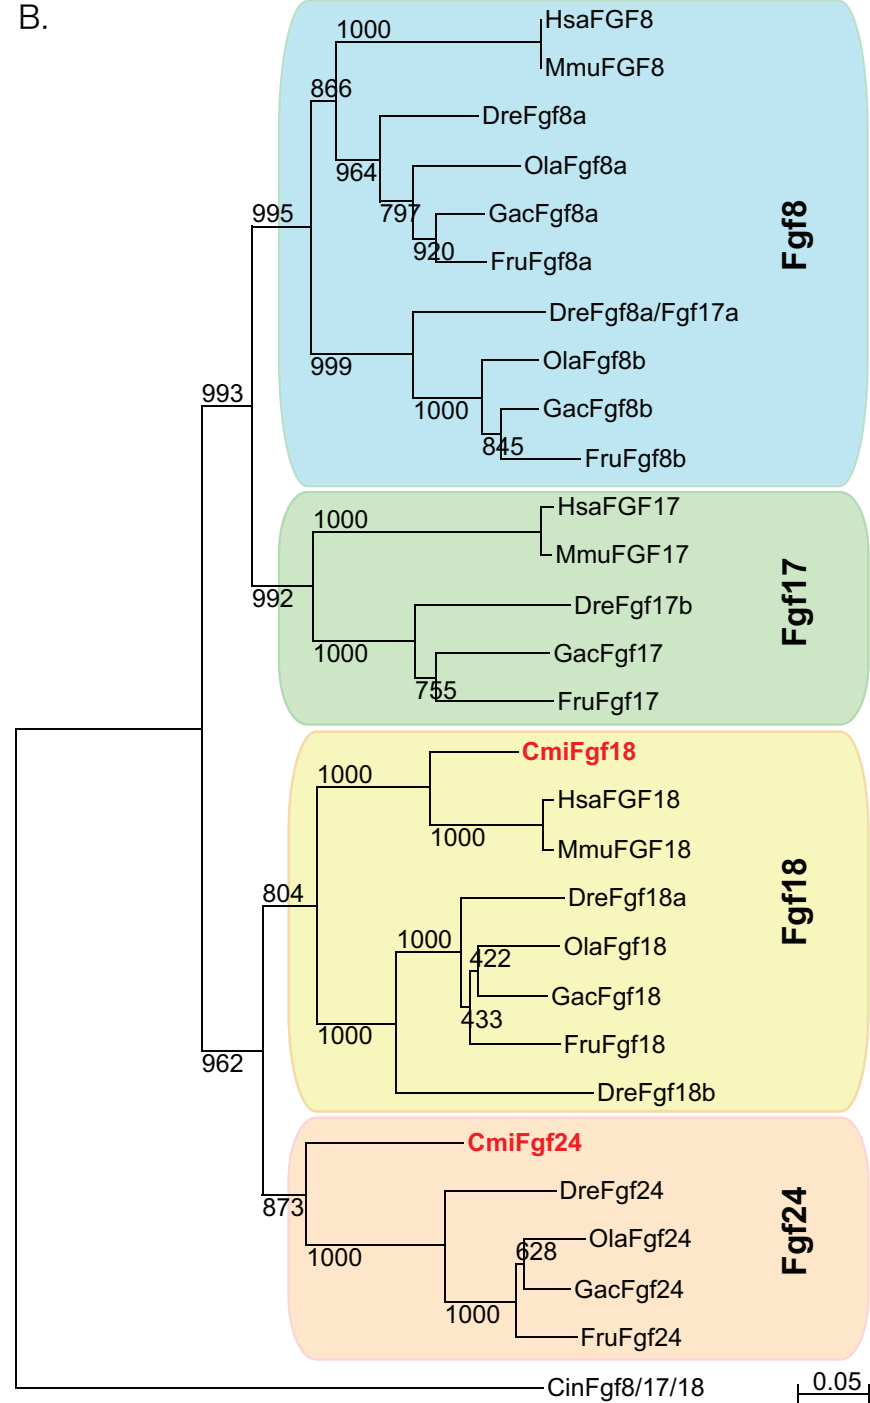 B.
HsaFGF8
1000
MmuFGF8
866
DreFgf8a
OlaFgf8a
964
797
GacFgf8a
995
920
FruFgf8a
Fgf8
DreFgf8a/Fgf17a
999
OlaFgf8b
993
1000
GacFgf8b
845
FruFgf8b
HsaFGF17
1000
MmuFGF17
992
DreFgf17b
1000
GacFgf17
755
FruFgf17
Fgf17
CmiFgf18
1000
HsaFGF18
1000
MmuFGF18
804
DreFgf18a
1000
OlaFgf18
422
GacFgf18
433
1000
FruFgf18
962
DreFgf18b
Fgf18
CmiFgf24
873
DreFgf24
1000
OlaFgf24
628
GacFgf24
1000
FruFgf24
Fgf24
CinFgf8/17/18
0.05